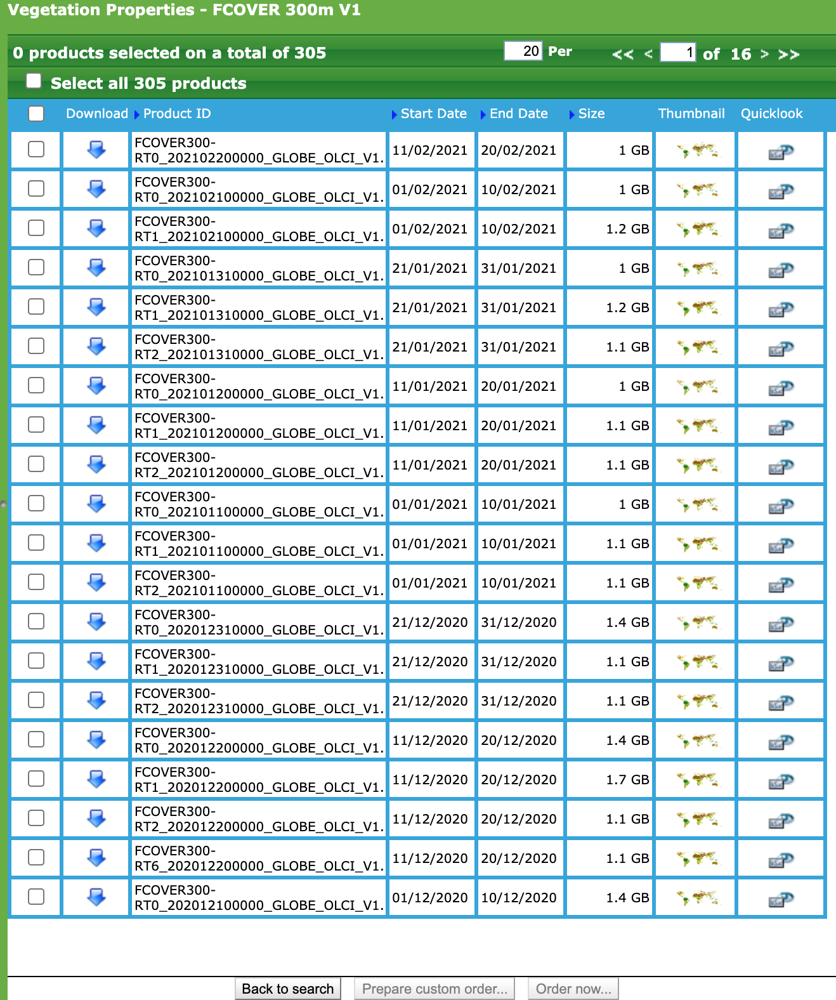 Vegetation Properties - FCOVER 300m V1
0 products selected on a total of 305 20 Per << < 1 of 16 > >>
Select all 305 products
Download Product ID Start Date End Date Size Thumbnail Quicklook
FCOVER300-
RT0_202102200000_GLOBE_OLCI_V1. 11/02/2021 20/02/2021 1 GB
FCOVER300-
RT0_202102100000_GLOBE_OLCI_V1. 01/02/2021 10/02/2021 1 GB
FCOVER300-
RT1_202102100000_GLOBE_OLCI_V1. 01/02/2021 10/02/2021 1.2 GB
FCOVER300-
RT0_202101310000_GLOBE_OLCI_V1. 21/01/2021 31/01/2021 1 GB
FCOVER300-
RT1_202101310000_GLOBE_OLCI_V1. 21/01/2021 31/01/2021 1.2 GB
FCOVER300-
RT2_202101310000_GLOBE_OLCI_V1. 21/01/2021 31/01/2021 1.1 GB
FCOVER300-
RT0_202101200000_GLOBE_OLCI_V1. 11/01/2021 20/01/2021 1 GB
FCOVER300-
RT1_202101200000_GLOBE_OLCI_V1. 11/01/2021 20/01/2021 1.1 GB
FCOVER300-
RT2_202101200000_GLOBE_OLCI_V1. 11/01/2021 20/01/2021 1.1 GB
FCOVER300-
RT0_202101100000_GLOBE_OLCI_V1. 01/01/2021 10/01/2021 1 GB
FCOVER300-
RT1_202101100000_GLOBE_OLCI_V1. 01/01/2021 10/01/2021 1.1 GB
FCOVER300-
RT2_202101100000_GLOBE_OLCI_V1. 01/01/2021 10/01/2021 1.1 GB
FCOVER300-
RT0_202012310000_GLOBE_OLCI_V1. 21/12/2020 31/12/2020 1.4 GB
FCOVER300-
RT1_202012310000_GLOBE_OLCI_V1. 21/12/2020 31/12/2020 1.1 GB
FCOVER300-
RT2_202012310000_GLOBE_OLCI_V1. 21/12/2020 31/12/2020 1.1 GB
FCOVER300-
RT0_202012200000_GLOBE_OLCI_V1. 11/12/2020 20/12/2020 1.4 GB
FCOVER300-
RT1_202012200000_GLOBE_OLCI_V1. 11/12/2020 20/12/2020 1.7 GB
FCOVER300-
RT2_202012200000_GLOBE_OLCI_V1. 11/12/2020 20/12/2020 1.1 GB
FCOVER300-
RT6_202012200000_GLOBE_OLCI_V1. 11/12/2020 20/12/2020 1.1 GB
FCOVER300-
RT0_202012100000_GLOBE_OLCI_V1. 01/12/2020 10/12/2020 1.4 GB
Back to search Prepare custom order... Order now...